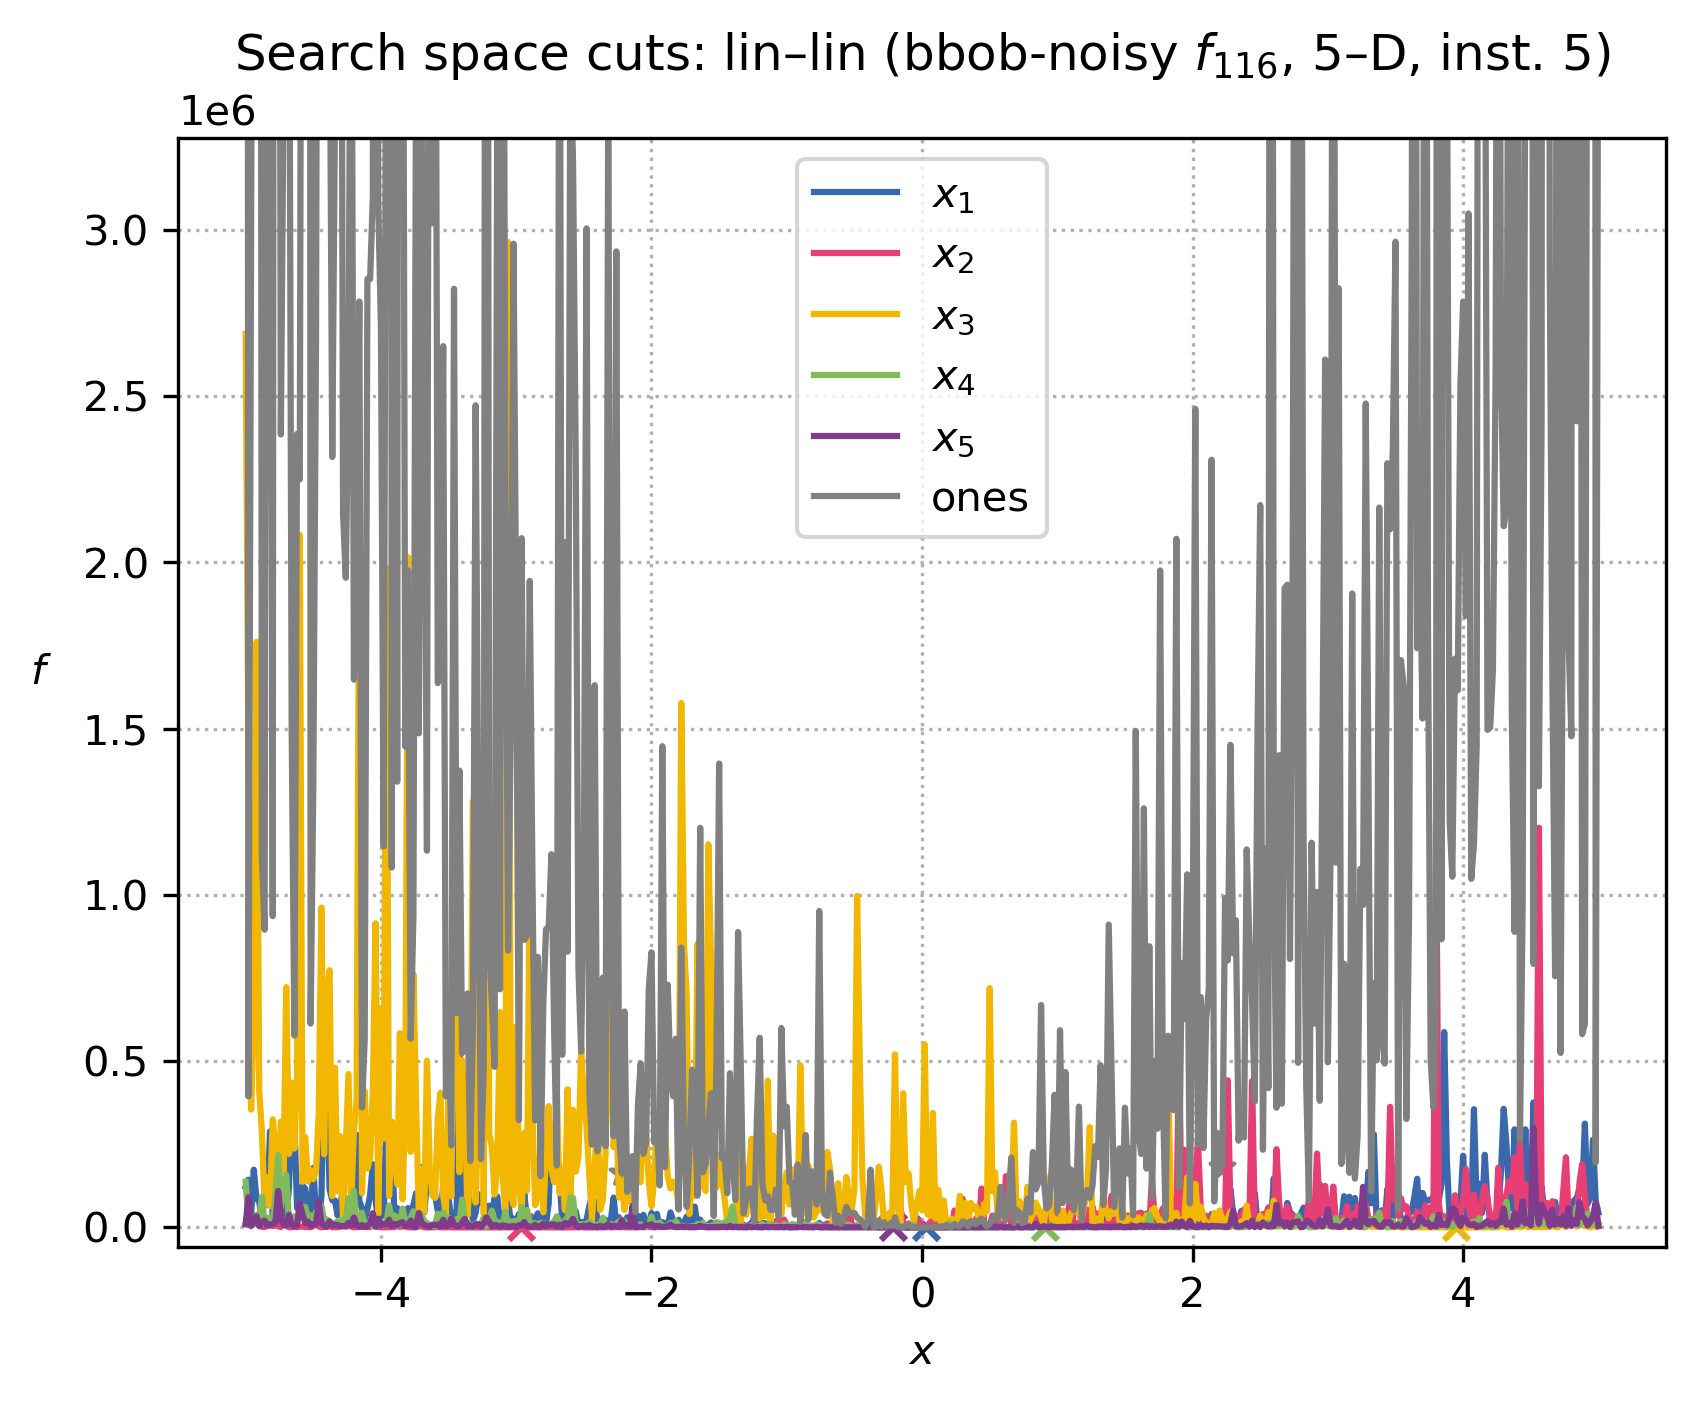 Search space cuts: lin–lin (bbob-noisy f₁₁₆, 5–D, inst. 5)
1e6
3.0
2.5
2.0
1.5
1.0
0.5
0.0
f
x₁
x₂
x₃
x₄
x₅
ones
−4 −2 0 2 4
x